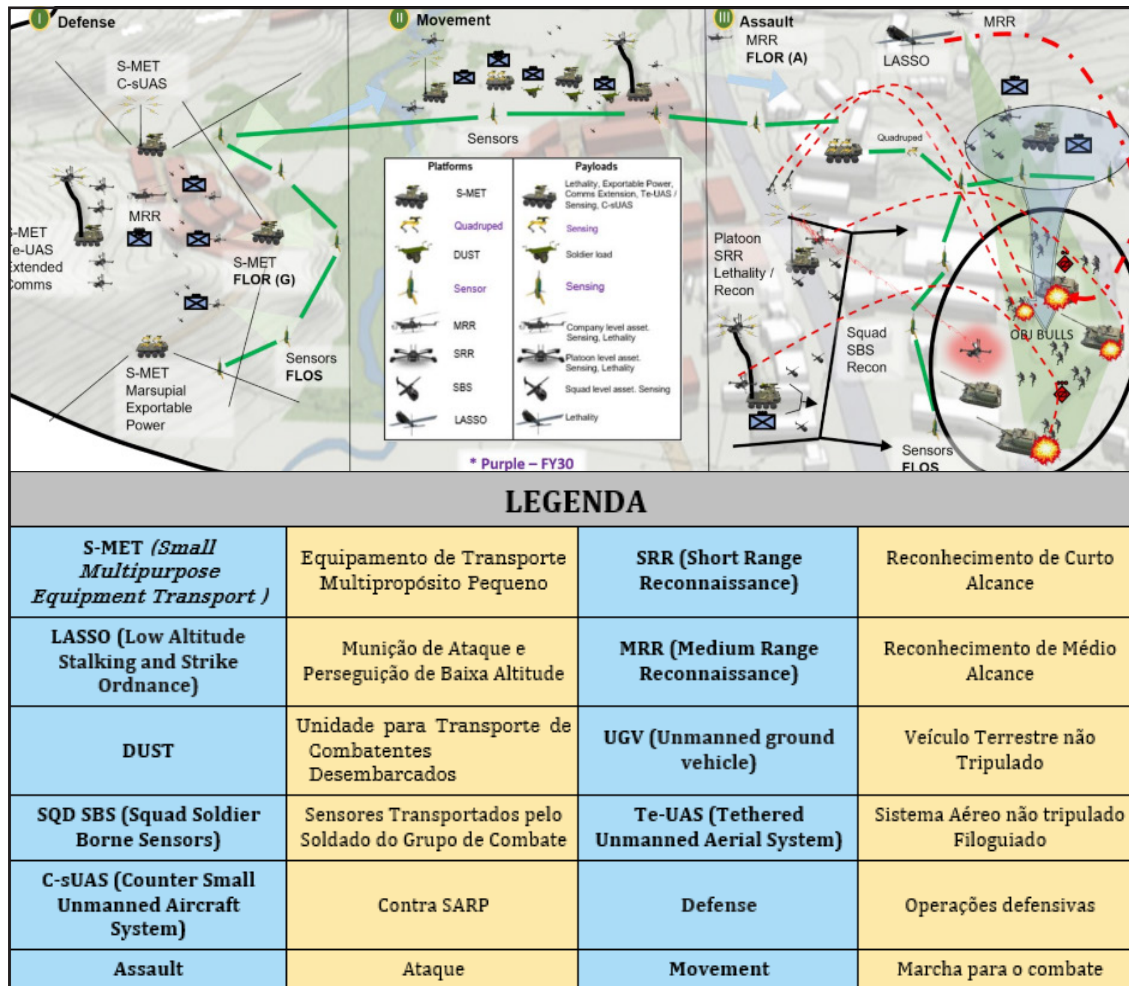 I Defense
S-MET
C-sUAS
MRR
S-MET
Te-UAS
Extended
Comms
S-MET
FLOR (G)
S-MET
Marsupial
Exportable
Power
Sensors
FLOS
II Movement
Sensors
Platforms
Payloads
S-MET
Lethality, Exportable Power,
Comms Extension, Te-UAS /
Sensing, C-sUAS
Quadruped
Sensing
DUST
Soldier load
Sensor
Sensing
MRR
Company level asset.
Sensing, Lethality
SRR
Platoon level asset.
Sensing, Lethality
SBS
Squad level asset. Sensing
LASSO
Lethality
* Purple – FY30
III Assault
MRR
FLOR (A)
LASSO
MRR
Quadruped
Platoon
SRR
Lethality /
Recon
Squad
SBS
Recon
OBJ BULLS
Sensors
FLOS
LEGENDA
S-MET (Small
Multipurpose
Equipment Transport )
Equipamento de Transporte
Multipropósito Pequeno
SRR (Short Range
Reconnaissance)
Reconhecimento de Curto
Alcance
LASSO (Low Altitude
Stalking and Strike
Ordnance)
Munição de Ataque e
Perseguição de Baixa Altitude
MRR (Medium Range
Reconnaissance)
Reconhecimento de Médio
Alcance
DUST
Unidade para Transporte de
Combatentes
Desembarcados
UGV (Unmanned ground
vehicle)
Veículo Terrestre não
Tripulado
SQD SBS (Squad Soldier
Borne Sensors)
Sensores Transportados pelo
Soldado do Grupo de Combate
Te-UAS (Tethered
Unmanned Aerial System)
Sistema Aéreo não tripulado
Filoguiado
C-sUAS (Counter Small
Unmanned Aircraft
System)
Contra SARP
Defense
Operações defensivas
Assault
Ataque
Movement
Marcha para o combate